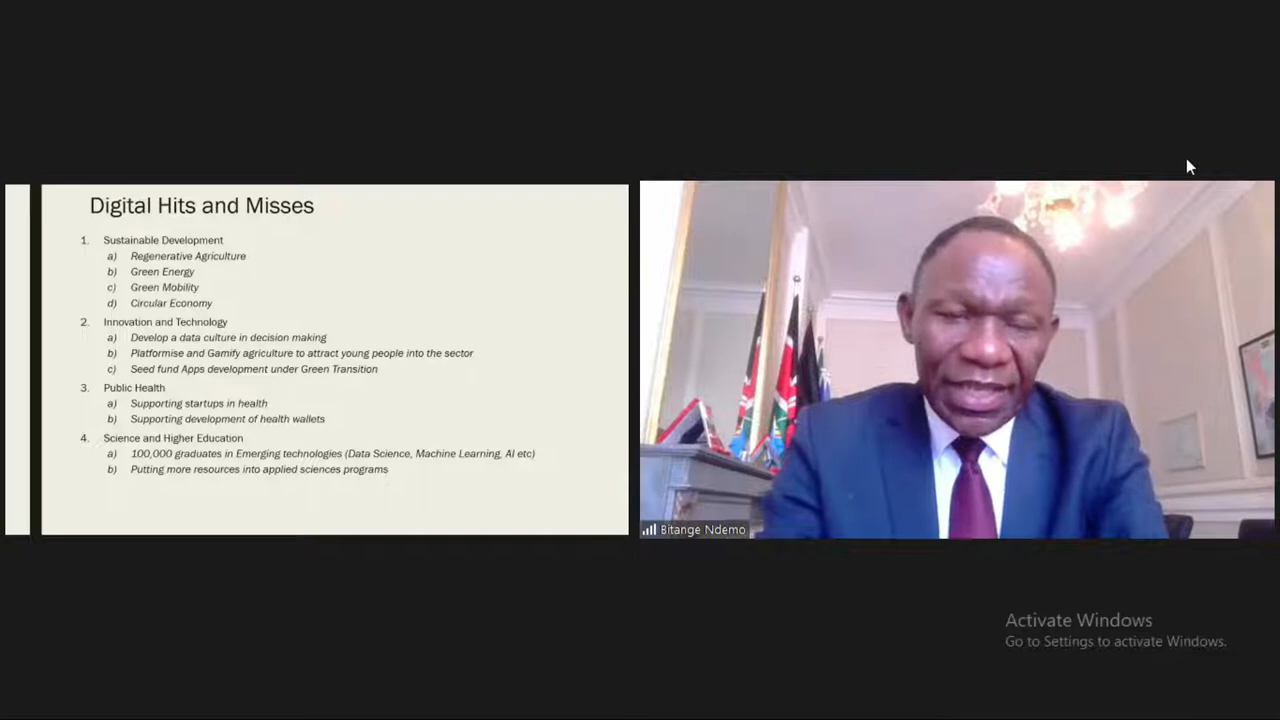 Digital Hits and Misses
1. Sustainable Development
a) Regenerative Agriculture
b) Green Energy
c) Green Mobility
d) Circular Economy
2. Innovation and Technology
a) Develop a data culture in decision making
b) Platformise and Gamify agriculture to attract young people into the sector
c) Seed fund Apps development under Green Transition
3. Public Health
a) Supporting startups in health
b) Supporting development of health wallets
4. Science and Higher Education
a) 100,000 graduates in Emerging technologies (Data Science, Machine Learning, AI etc)
b) Putting more resources into applied sciences programs
Bitange Ndemo
Activate Windows
Go to Settings to activate Windows.